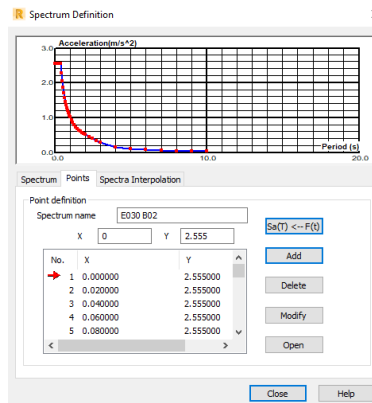 Spectrum Definition
Acceleration(m/s^2)
3.0
2.0
1.0
0.0
Period (s)
0.0 10.0 20.0
Spectrum Points Spectra Interpolation
Point definition
Spectrum name E030 B02
X 0 Y 2.555
Sa(T) <-- F(t)
No. X Y
1 0.000000 2.555000
2 0.020000 2.555000
3 0.040000 2.555000
4 0.060000 2.555000
5 0.080000 2.555000
Add
Delete
Modify
Open
Close Help